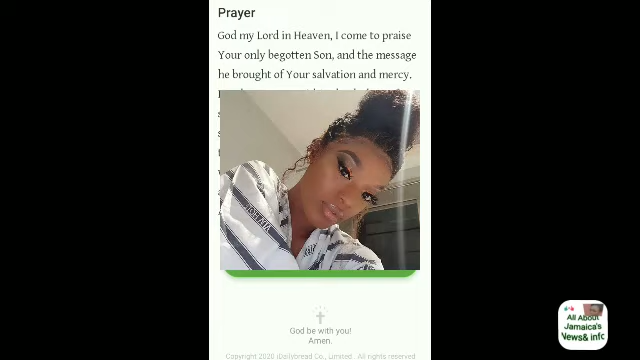 Prayer
God my Lord in Heaven, I come to praise
Your only begotten Son, and the message
he brought of Your salvation and mercy.
God be with you!
Amen.
Copyright 2020 iDailybread Co., Limited. All rights reserved
All About
Jamaica's
News& info